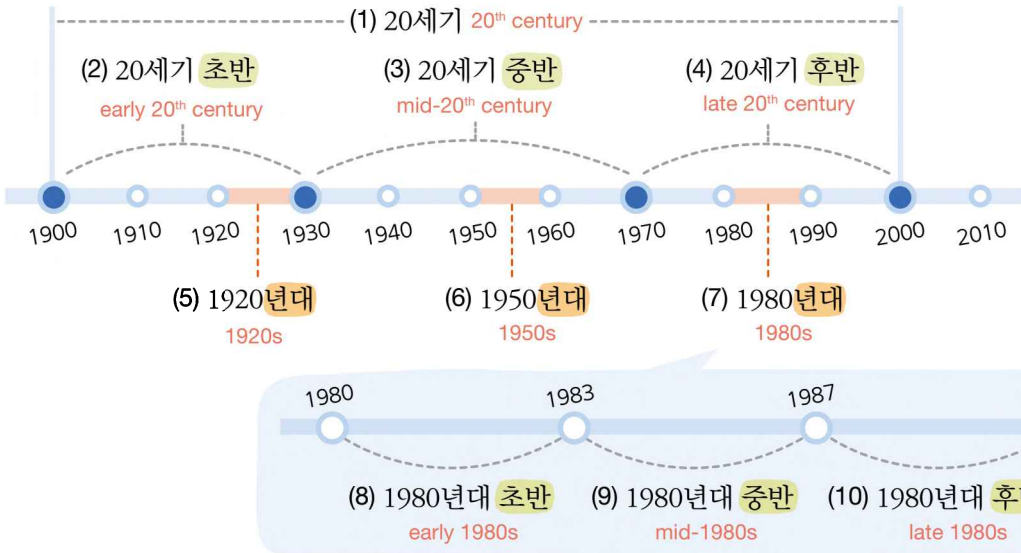 (1) 20세기 20th century
(2) 20세기 초반
early 20th century
(3) 20세기 중반
mid-20th century
(4) 20세기 후반
late 20th century
1900 1910 1920 1930 1940 1950 1960 1970 1980 1990 2000 2010
(5) 1920년대
1920s
(6) 1950년대
1950s
(7) 1980년대
1980s
1980 1983 1987
(8) 1980년대 초반
early 1980s
(9) 1980년대 중반
mid-1980s
(10) 1980년대
late 1980s